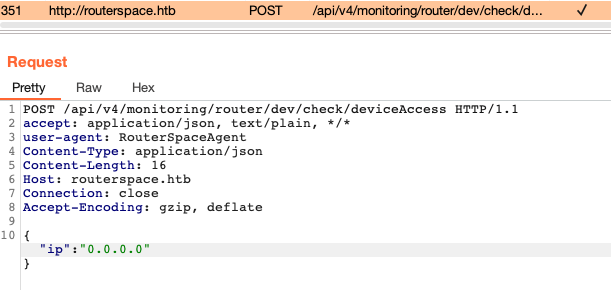 351 http://routerspace.htb POST /api/v4/monitoring/router/dev/check/d... ✓
Request
Pretty Raw Hex
1 POST /api/v4/monitoring/router/dev/check/deviceAccess HTTP/1.1
2 accept: application/json, text/plain, */*
3 user-agent: RouterSpaceAgent
4 Content-Type: application/json
5 Content-Length: 16
6 Host: routerspace.htb
7 Connection: close
8 Accept-Encoding: gzip, deflate
9
10 {
"ip":"0.0.0.0"
}